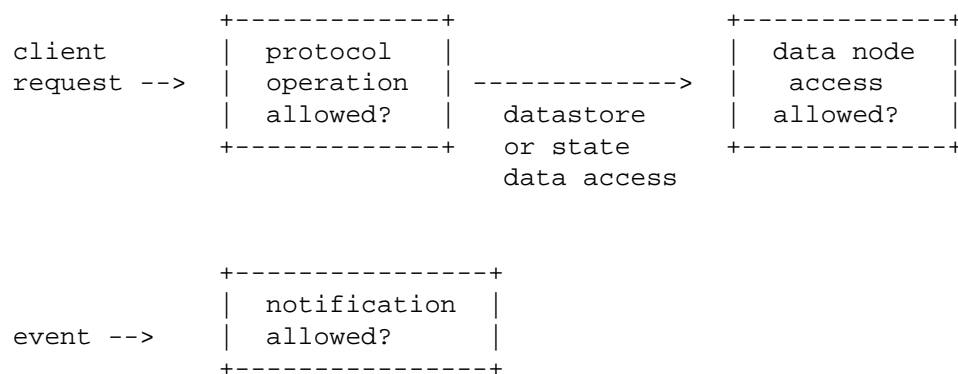 +-------------+                 +-------------+
client       |  protocol   |                 |  data node  |
request -->  |  operation  | ------------->  |   access    |
             |  allowed?   |   datastore     |  allowed?   |
             +-------------+   or state      +-------------+
                               data access
             +----------------+
             |  notification  |
event -->    |  allowed?      |
             +----------------+